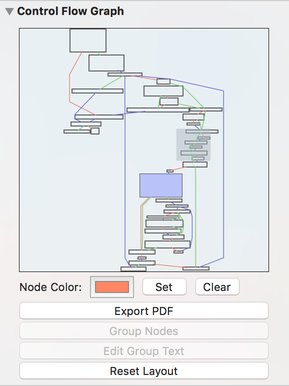 Control Flow Graph
Node Color: Set Clear
Export PDF
Group Nodes
Edit Group Text
Reset Layout